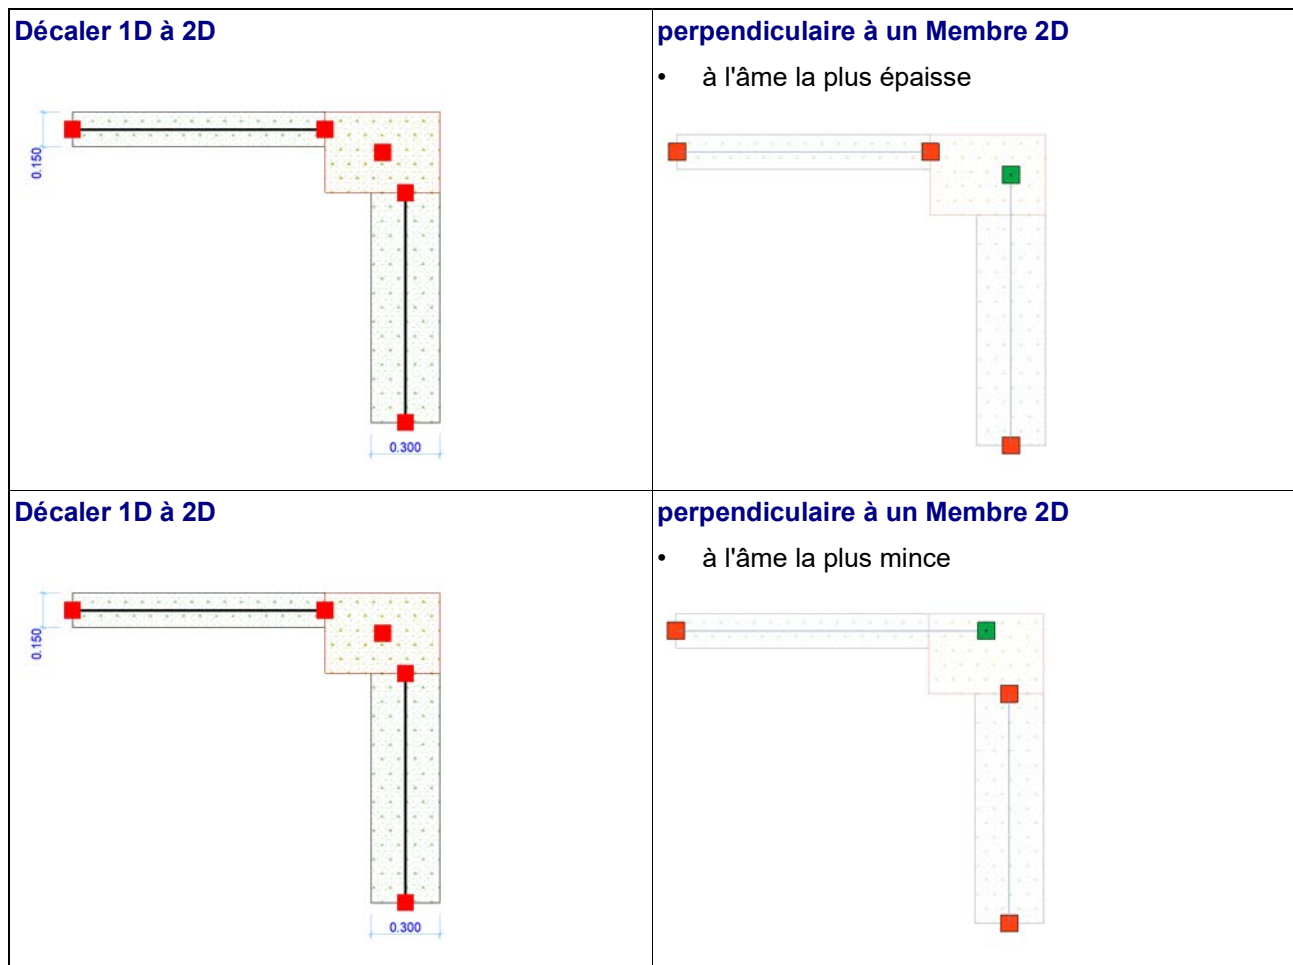 Décaler 1D à 2D
perpendiculaire à un Membre 2D
• à l'âme la plus épaisse
0.150
0.300
Décaler 1D à 2D
perpendiculaire à un Membre 2D
• à l'âme la plus mince
0.150
0.300